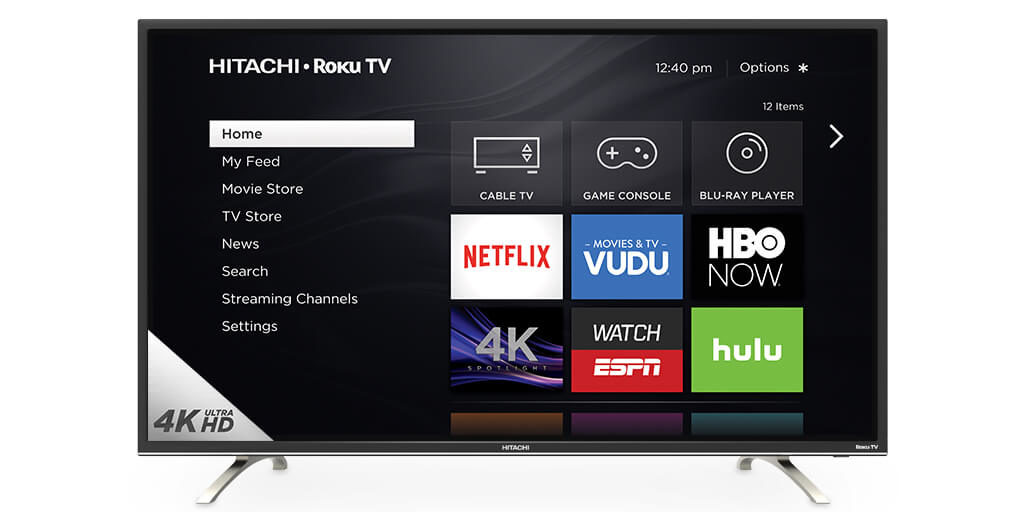 HITACHI • Roku TV
12:40 pm
Options *
12 Items
Home
My Feed
Movie Store
TV Store
News
Search
Streaming Channels
Settings
CABLE TV
GAME CONSOLE
BLU-RAY PLAYER
NETFLIX
– MOVIES & TV –
VUDU
HBO
NOW
4K
SPOTLIGHT
WATCH
ESPN
hulu
4K ULTRA
HD
HITACHI
Roku TV